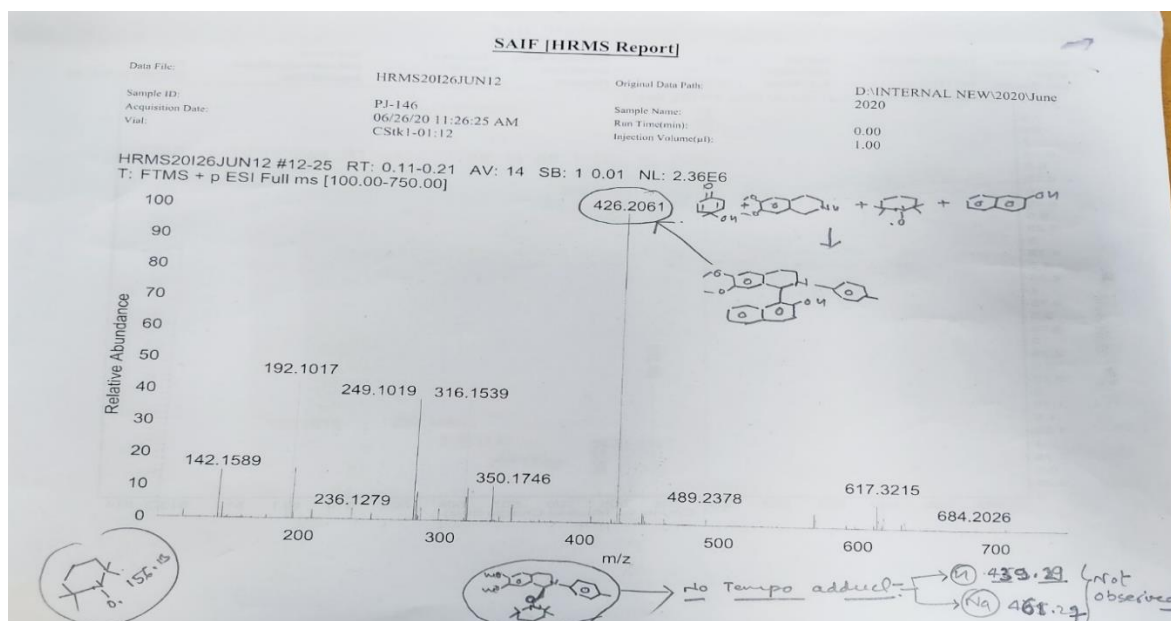 SAIF [HRMS Report]
Data File:
HRMS20I26JUN12
Original Data Path:
D:\INTERNAL NEW\2020\June
2020
Sample ID:
PJ-146
Sample Name:
Acquisition Date:
06/26/20 11:26:25 AM
Run Time(min):
0.00
Vial:
CStk1-01:12
Injection Volume(µl):
1.00
HRMS20I26JUN12 #12-25 RT: 0.11-0.21 AV: 14 SB: 1 0.01 NL: 2.36E6
T: FTMS + p ESI Full ms [100.00-750.00]
100
90
80
70
60
50
40
30
20
10
0
Relative Abundance
426.2061
192.1017
249.1019
316.1539
142.1589
236.1279
350.1746
489.2378
617.3215
684.2026
200
300
400
500
600
700
m/z
O
OH
+
+
OH
N
OH
156.15
MeO
MeO
No Tempo adduct
Na
Not
observed